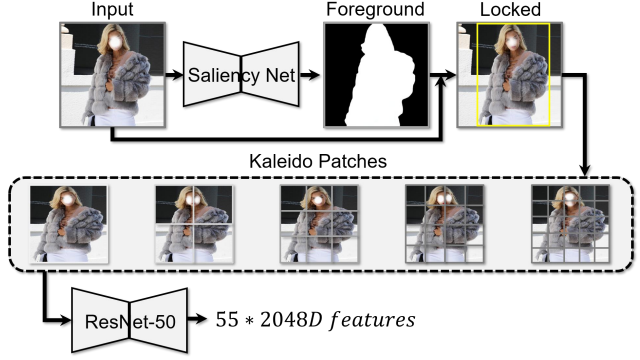 Input
Foreground
Locked
Saliency Net
Kaleido Patches
ResNet-50
55 * 2048D features